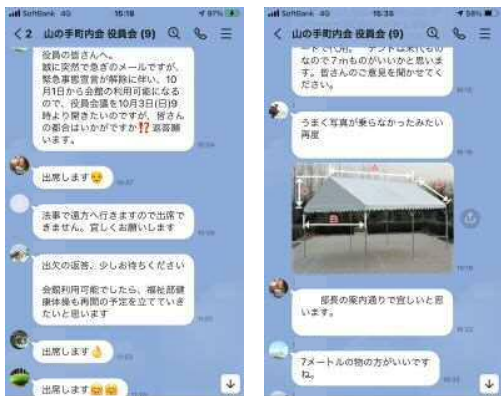 SoftBank 4G 15:18 97%
2 山の手町内会 役員会 (9)
役員の皆さんへ。
誠に突然で急ぎのメールですが、
緊急事態宣言が解除に伴い、10
月1日から会館の利用可能になる
ので、役員会議を10月3日(日)9
時より開きたいのですが、皆さん
の都合はいかがですか⁉️返答願
います。
出席します
法事で遠方へ行きますので出席で
きません。宜しくお願いします
出欠の返答、少しお待ちください
会館利用可能でしたら、福祉部健
康体操も再開の予定を立てていき
たいと思います
出席します👌
出席します
SoftBank 4G 15:38
山の手町内会 役員会 (9)
なので7mものがいいかと思いま
す。皆さんのご意見を聞かせてく
ださい。
うまく写真が乗らなかったみたい
再度
部長の案内通りで宜しいと思
います。
7メートルの物の方がいいです
ね。